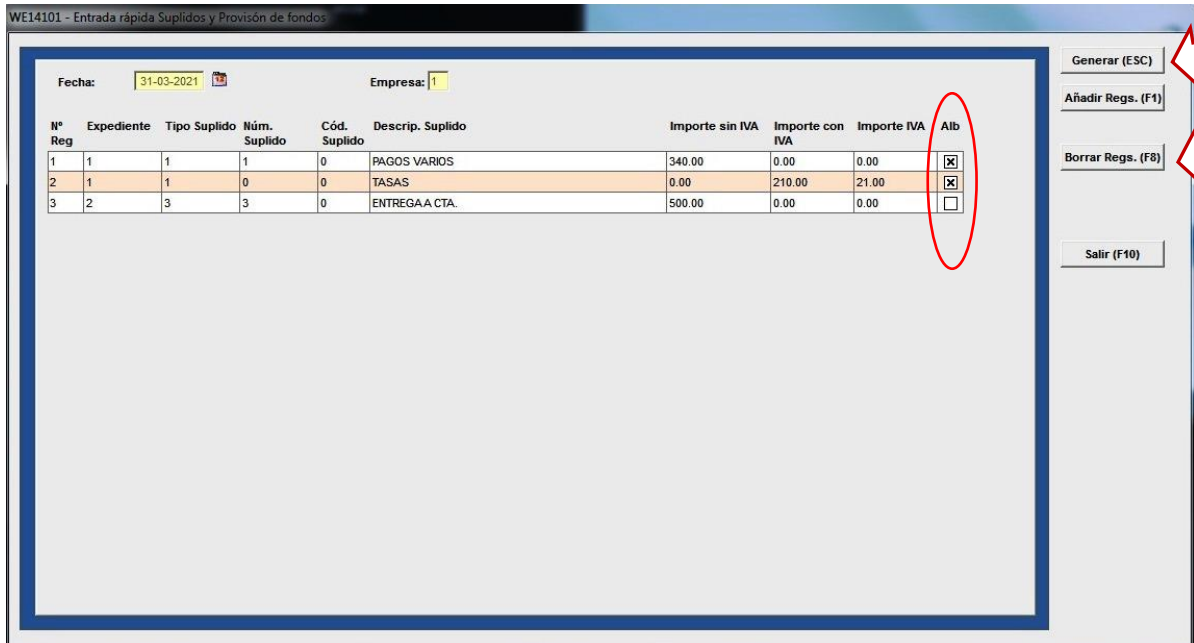 WE14101 - Entrada rápida Suplidos y Provisón de fondos
Generar (ESC)
Fecha: 31-03-2021 Empresa: 1
Añadir Regs. (F1)
Nº Reg Expediente Tipo Suplido Núm. Suplido Cód. Suplido Descrip. Suplido Importe sin IVA Importe con IVA Importe IVA Alb
1 1 1 1 0 PAGOS VARIOS 340.00 0.00 0.00
Borrar Regs. (F8)
2 1 1 0 0 TASAS 0.00 210.00 21.00
3 2 3 3 0 ENTREGA A CTA. 500.00 0.00 0.00
Salir (F10)